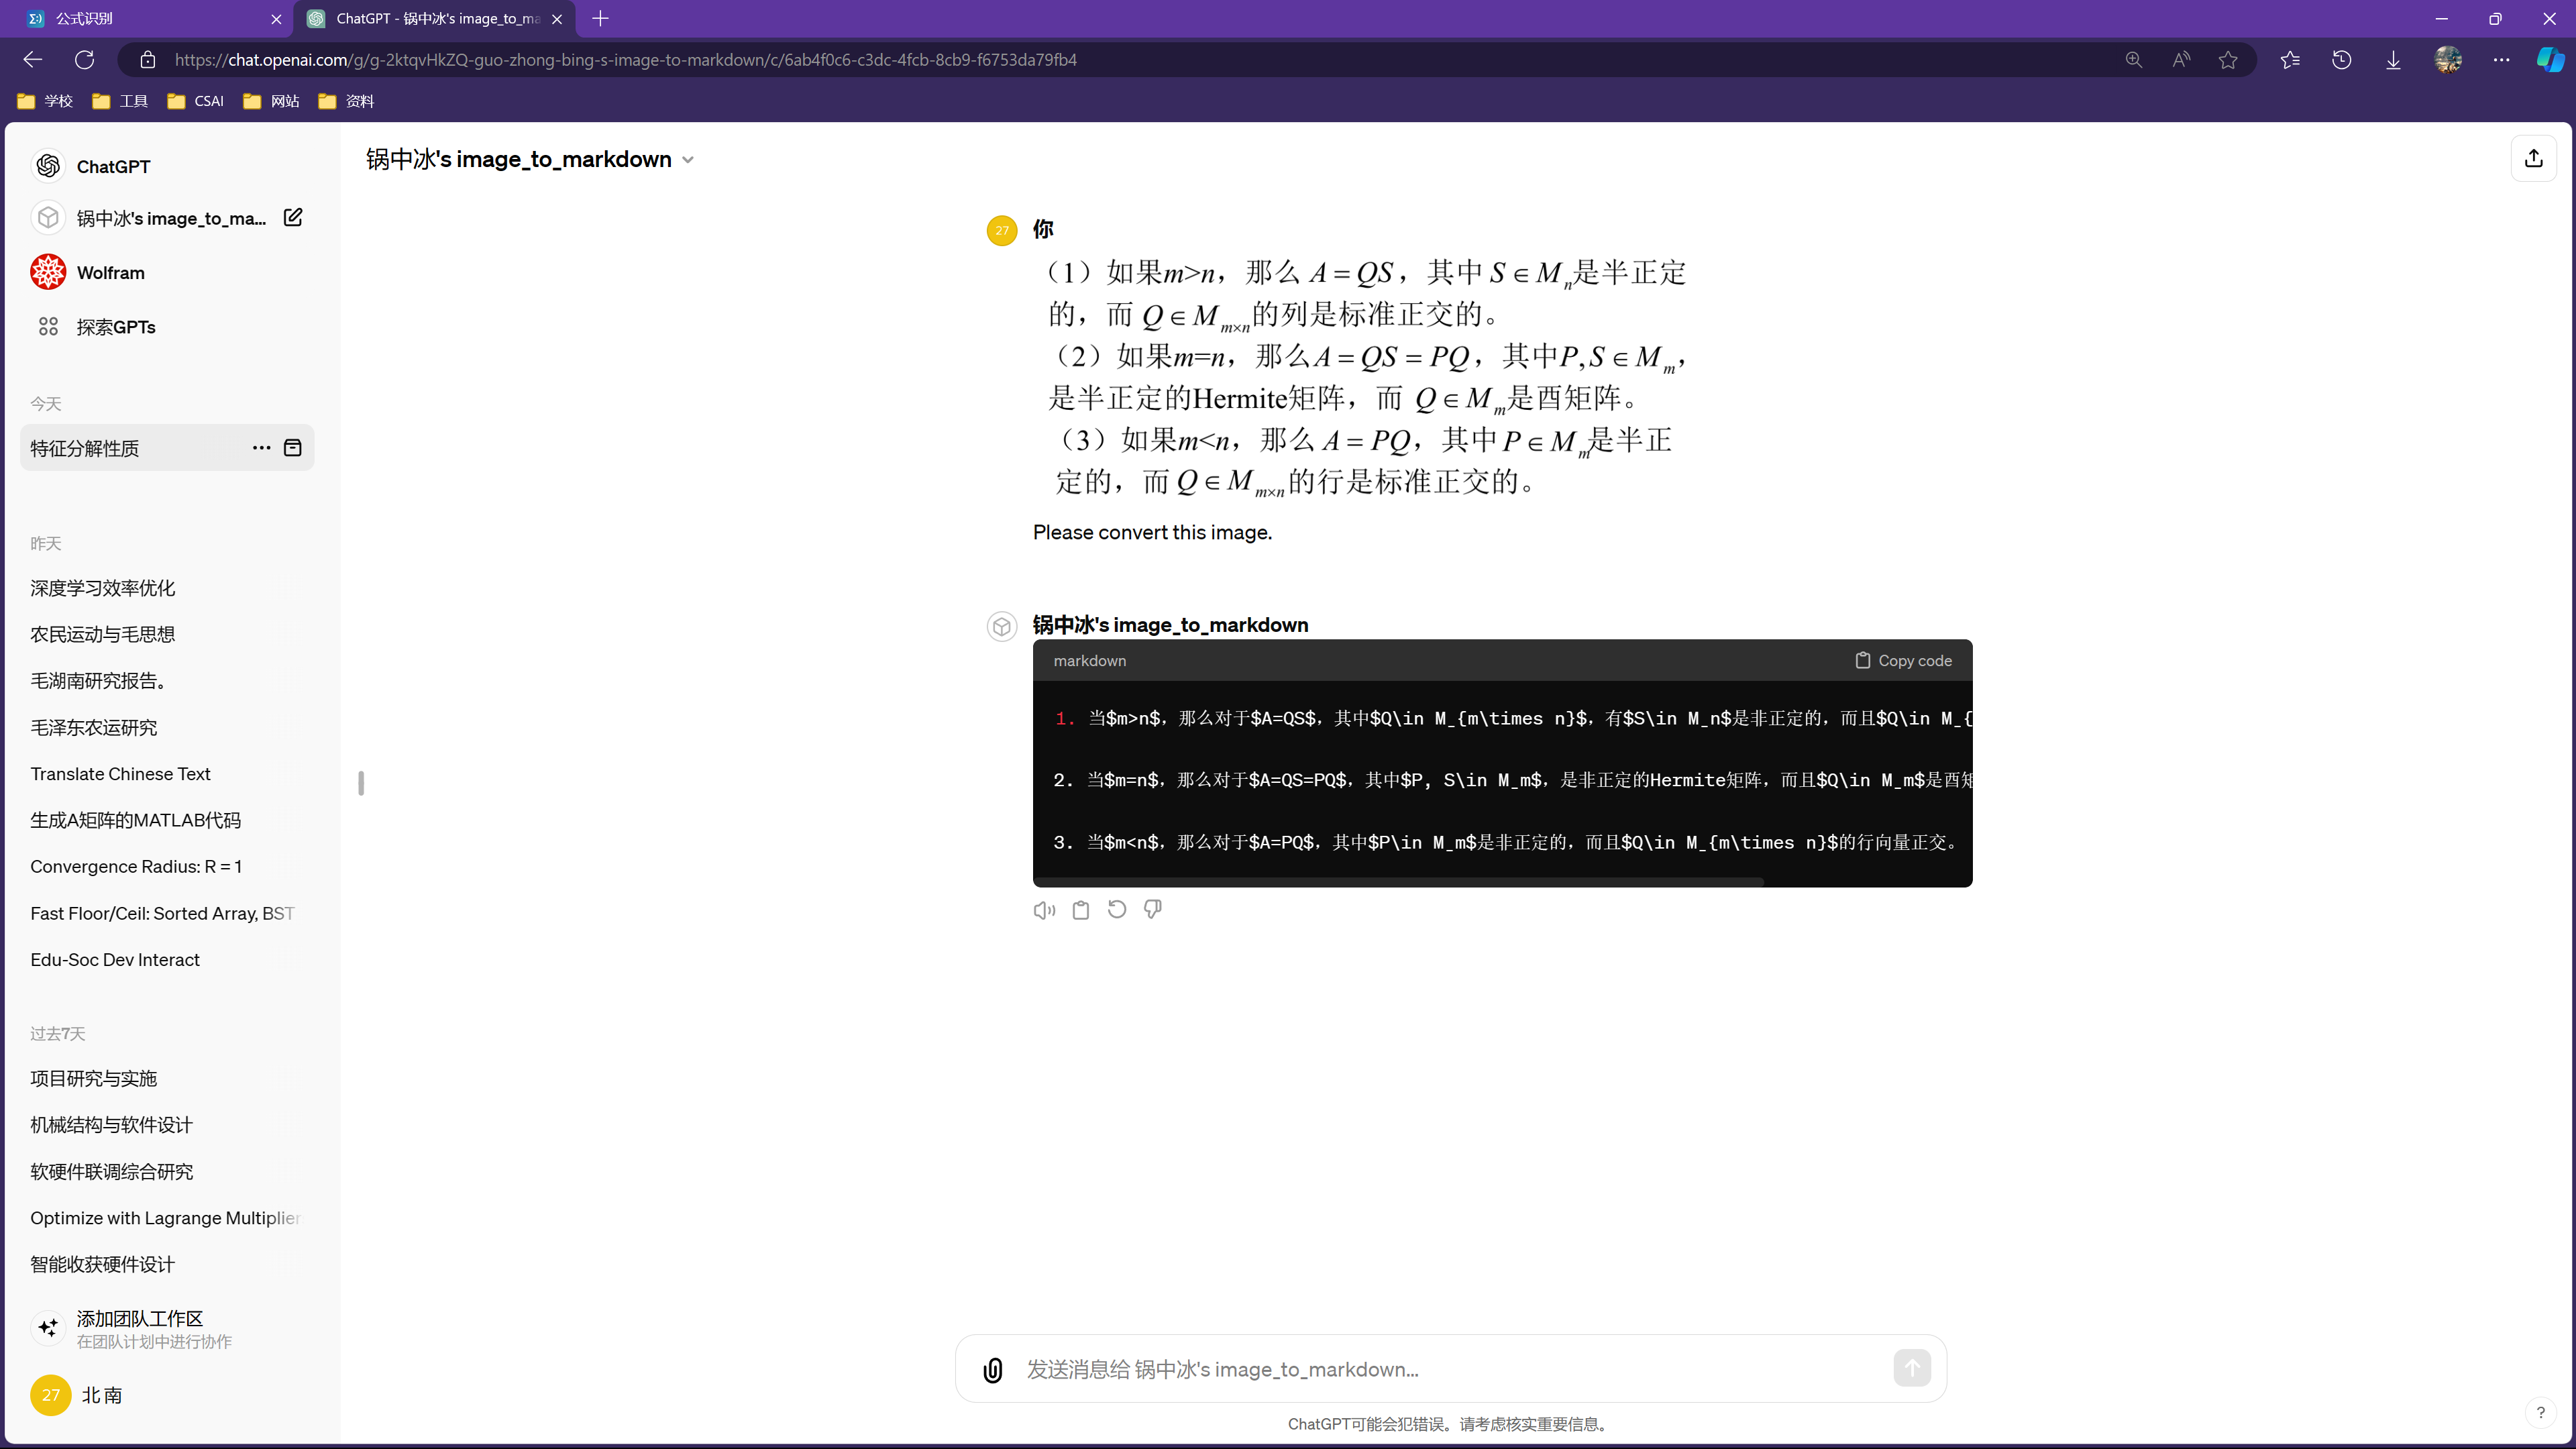 公式识别
ChatGPT - 锅中冰's image_to_ma
https://chat.openai.com/g/g-2ktqvHkZQ-guo-zhong-bing-s-image-to-markdown/c/6ab4f0c6-c3dc-4fcb-8cb9-f6753da79fb4
学校 工具 CSAI 网站 资料
ChatGPT
锅中冰's image_to_ma...
Wolfram
探索GPTs
今天
特征分解性质
昨天
深度学习效率优化
农民运动与毛思想
毛湖南研究报告。
毛泽东农运研究
Translate Chinese Text
生成A矩阵的MATLAB代码
Convergence Radius: R = 1
Fast Floor/Ceil: Sorted Array, BST
Edu-Soc Dev Interact
过去7天
项目研究与实施
机械结构与软件设计
软硬件联调综合研究
Optimize with Lagrange Multiplier
智能收获硬件设计
添加团队工作区
在团队计划中进行协作
27 北 南
锅中冰's image_to_markdown
27 你
（1）如果m>n，那么 A = QS，其中 S ∈ M_n是半正定
的，而 Q ∈ M_{m×n}的列是标准正交的。
（2）如果m=n，那么A = QS = PQ，其中P, S ∈ M_m，
是半正定的Hermite矩阵，而 Q ∈ M_m是酉矩阵。
（3）如果m<n，那么 A = PQ，其中 P ∈ M_m是半正
定的，而 Q ∈ M_{m×n}的行是标准正交的。
Please convert this image.
锅中冰's image_to_markdown
markdown Copy code
1. 当$m>n$，那么对于$A=QS$，其中$Q\in M_{m\times n}$，有$S\in M_n$是非正定的，而且$Q\in M_{
2. 当$m=n$，那么对于$A=QS=PQ$，其中$P, S\in M_m$，是非正定的Hermite矩阵，而且$Q\in M_m$是酉矩
3. 当$m<n$，那么对于$A=PQ$，其中$P\in M_m$是非正定的，而且$Q\in M_{m\times n}$的行向量正交。
发送消息给 锅中冰's image_to_markdown...
ChatGPT可能会犯错误。请考虑核实重要信息。
?